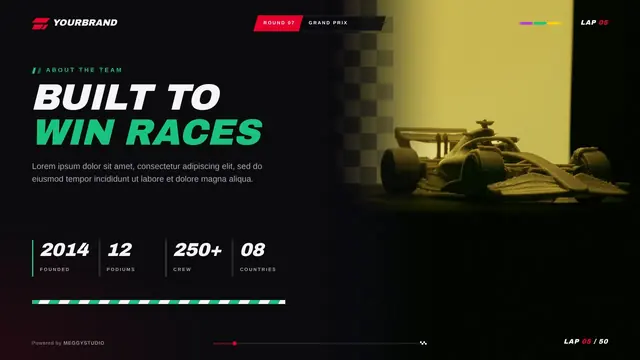 YOURBRAND
ROUND 07 GRAND PRIX
LAP 05
ABOUT THE TEAM
BUILT TO
WIN RACES
Lorem ipsum dolor sit amet, consectetur adipiscing elit, sed do
eiusmod tempor incididunt ut labore et dolore magna aliqua.
2014 12 250+ 08
FOUNDED PODIUMS CREW COUNTRIES
Powered by MEGGYSTUDIO
LAP 05 / 50